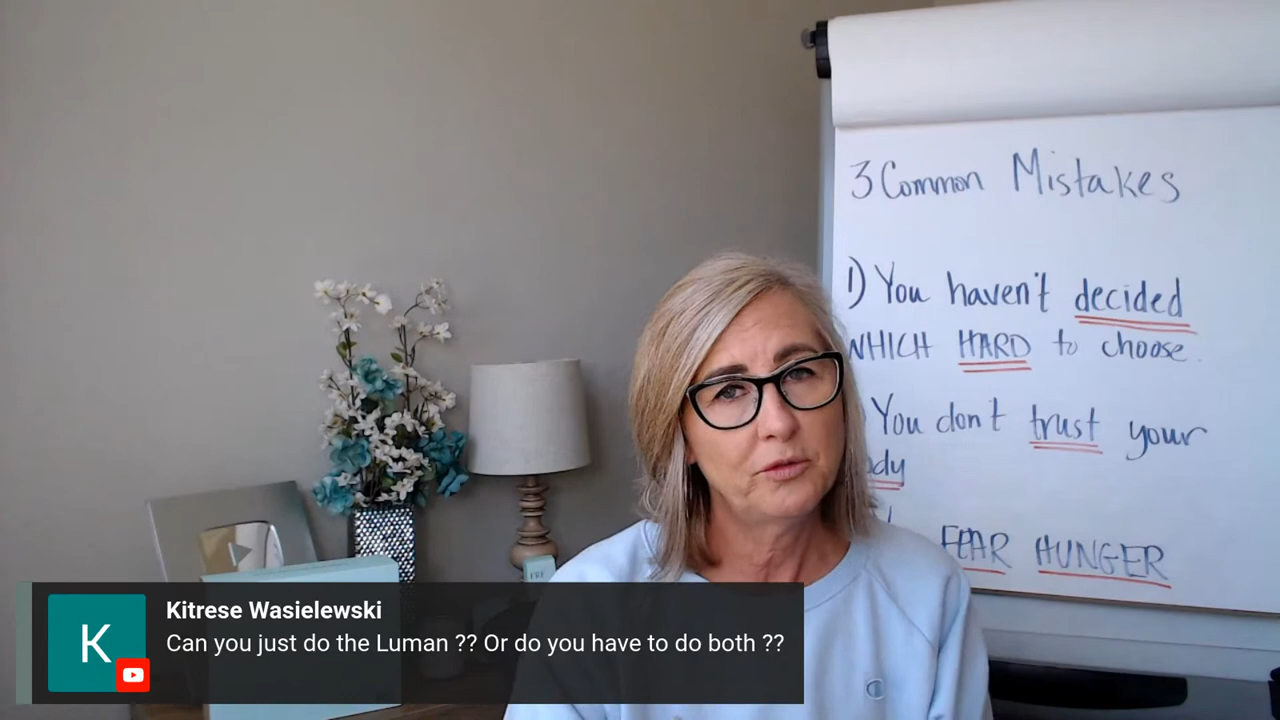 3 Common Mistakes
1) You haven't decided
WHICH HARD to choose.
You don't trust your
ody
FEAR HUNGER
Kitrese Wasielewski
Can you just do the Luman ?? Or do you have to do both ??
K